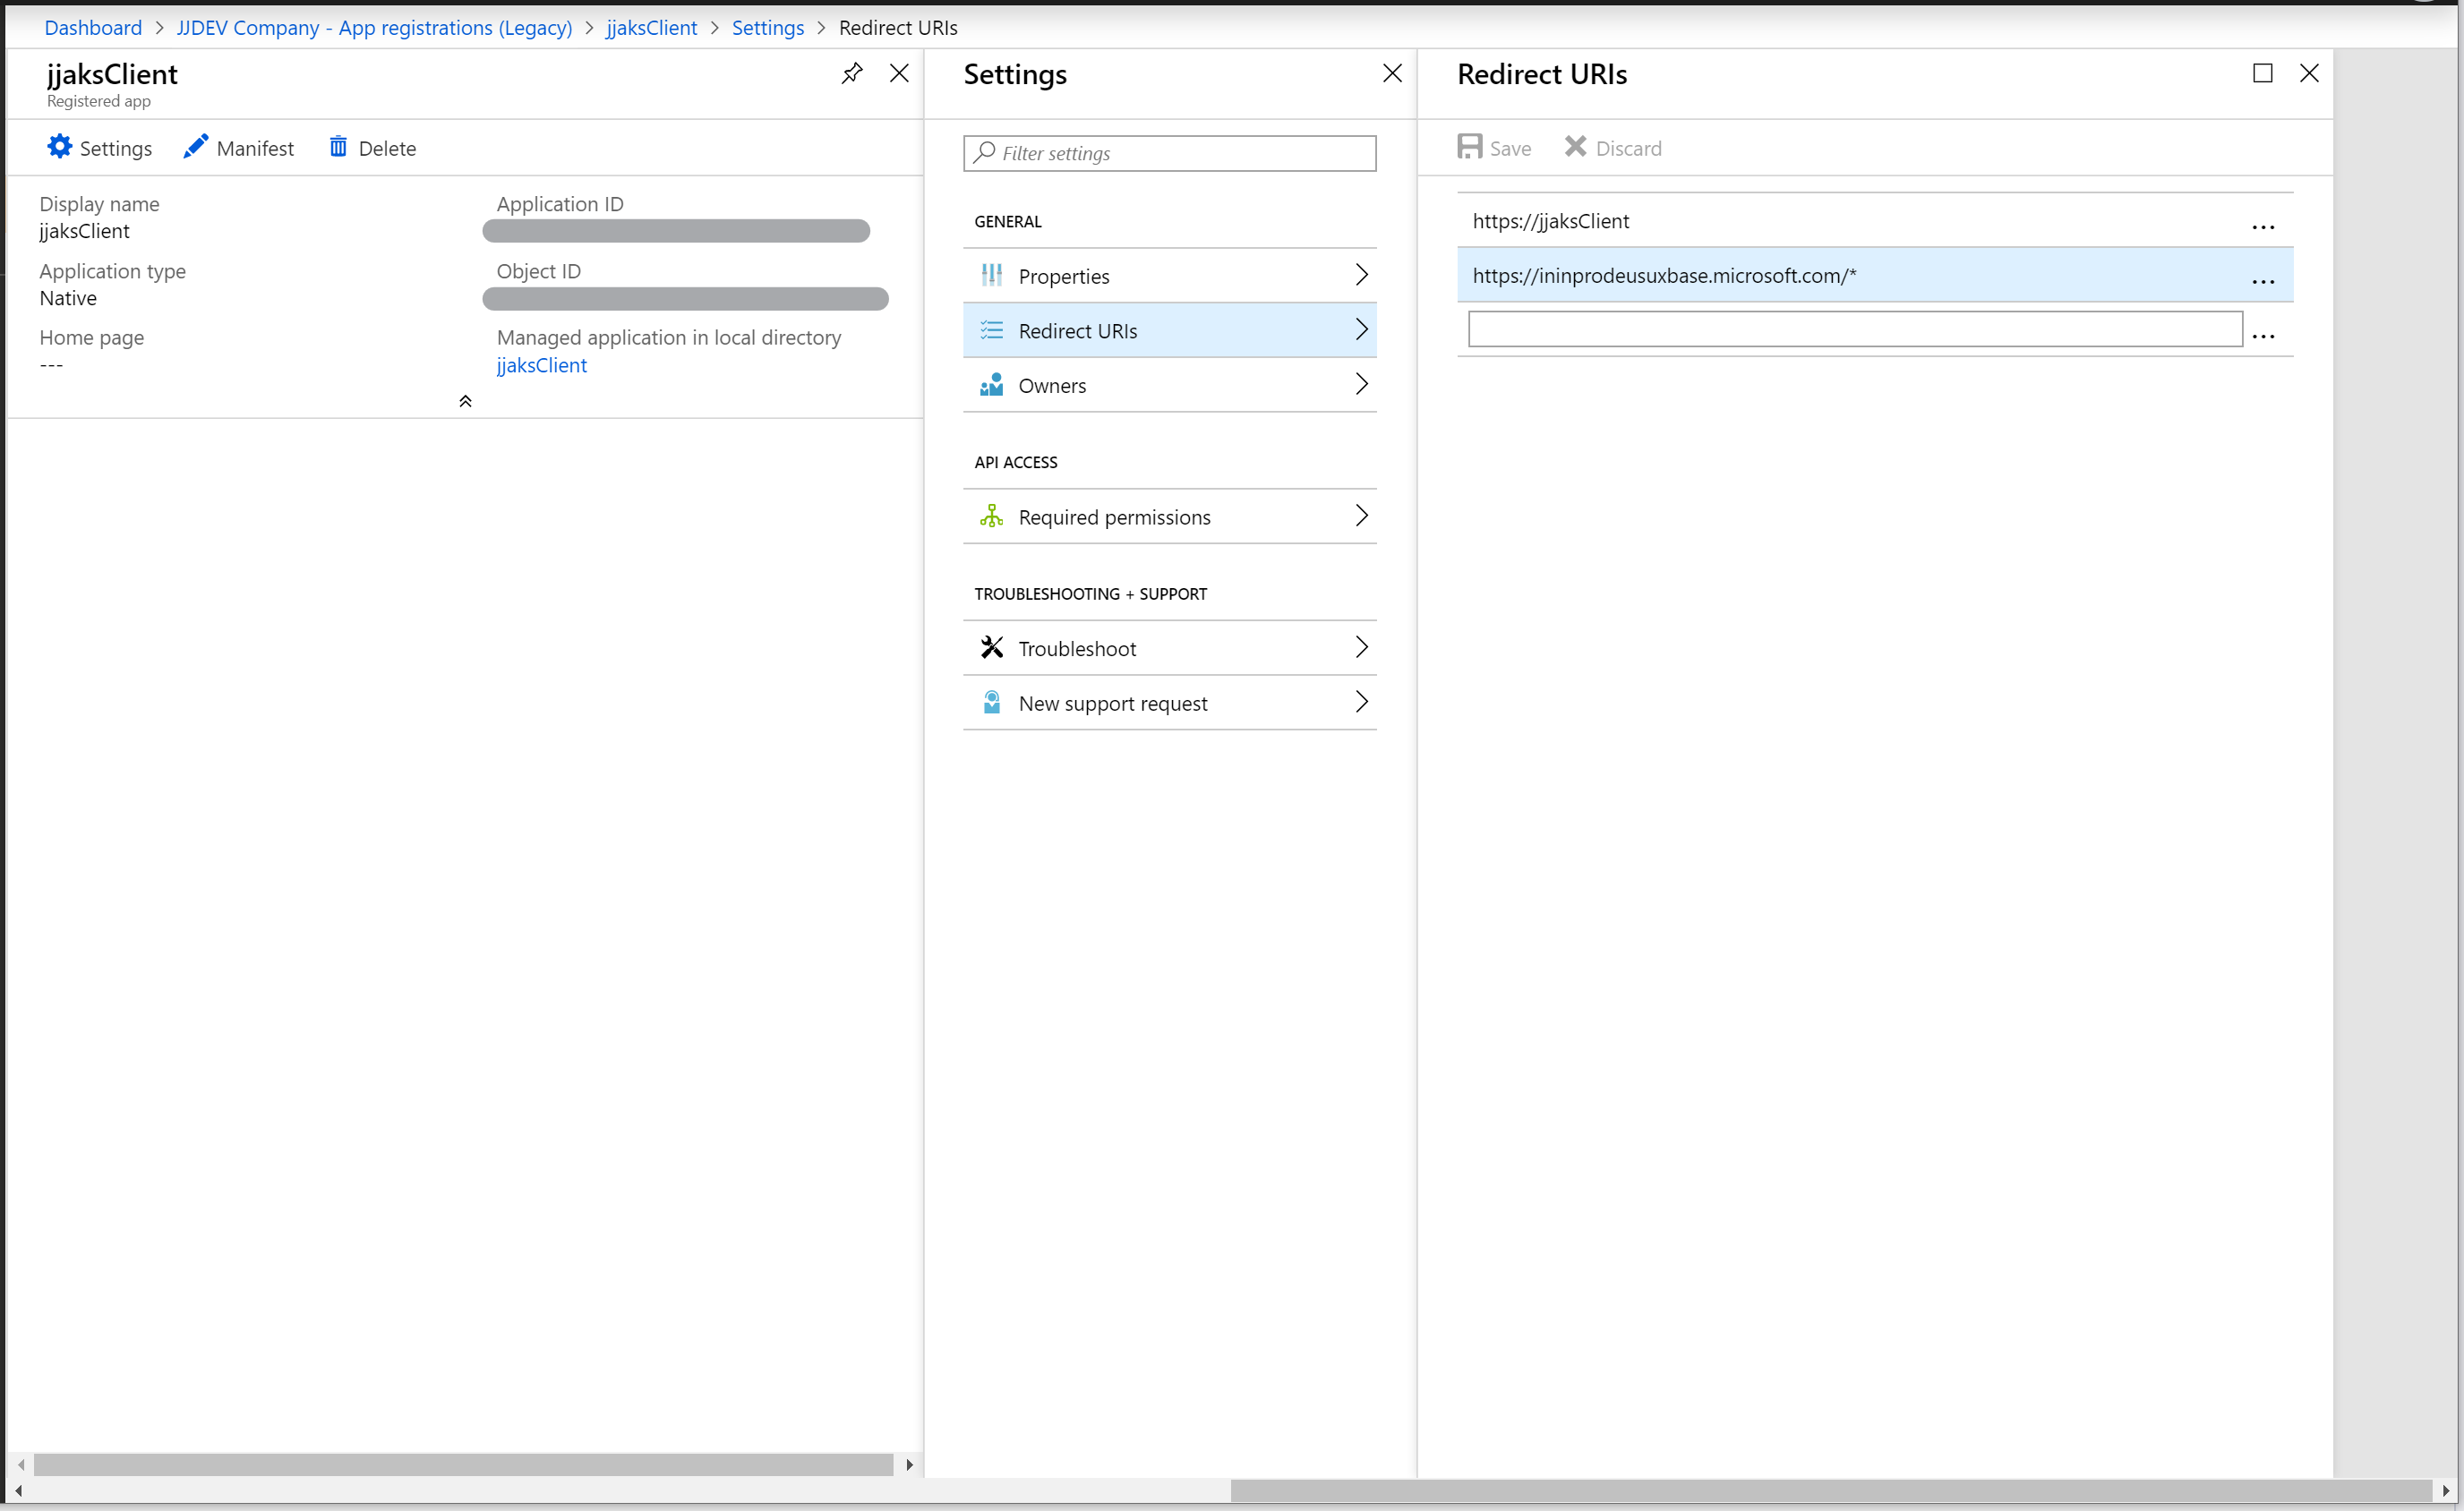 Dashboard > JJDEV Company - App registrations (Legacy) > jjaksClient > Settings > Redirect URIs
jjaksClient
Registered app
Settings
Manifest
Delete
Display name
jjaksClient
Application ID
Application type
Native
Object ID
Home page
---
Managed application in local directory
jjaksClient
Settings
Filter settings
GENERAL
Properties
Redirect URIs
Owners
API ACCESS
Required permissions
TROUBLESHOOTING + SUPPORT
Troubleshoot
New support request
Redirect URIs
Save
Discard
https://jjaksClient
...
https://ininprodeusuxbase.microsoft.com/*
...
...